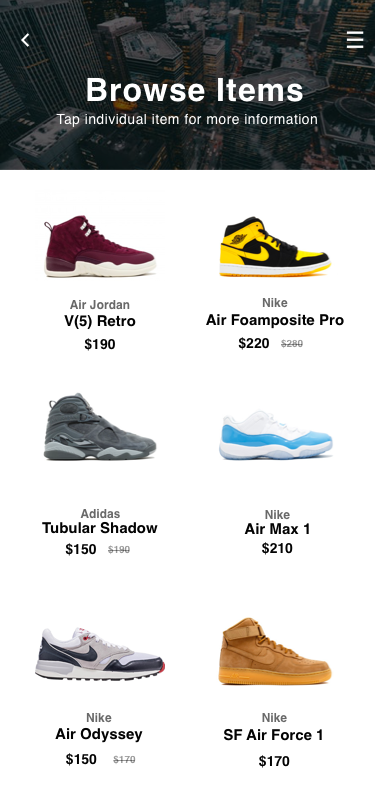 Browse Items
Tap individual item for more information
Air Jordan
V(5) Retro
$190
Nike
Air Foamposite Pro
$220 $280
Adidas
Tubular Shadow
$150 $190
Nike
Air Max 1
$210
Nike
Air Odyssey
$150 $170
Nike
SF Air Force 1
$170